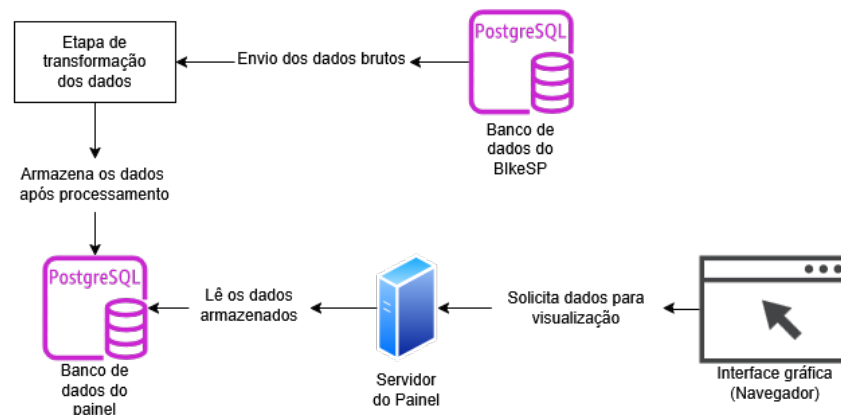 Etapa de
transformação
dos dados
Envio dos dados brutos
PostgreSQL
Banco de
dados do
BIkeSP
Armazena os dados
após processamento
PostgreSQL
Banco de
dados do
painel
Lê os dados
armazenados
Servidor
do Painel
Solicita dados para
visualização
Interface gráfica
(Navegador)